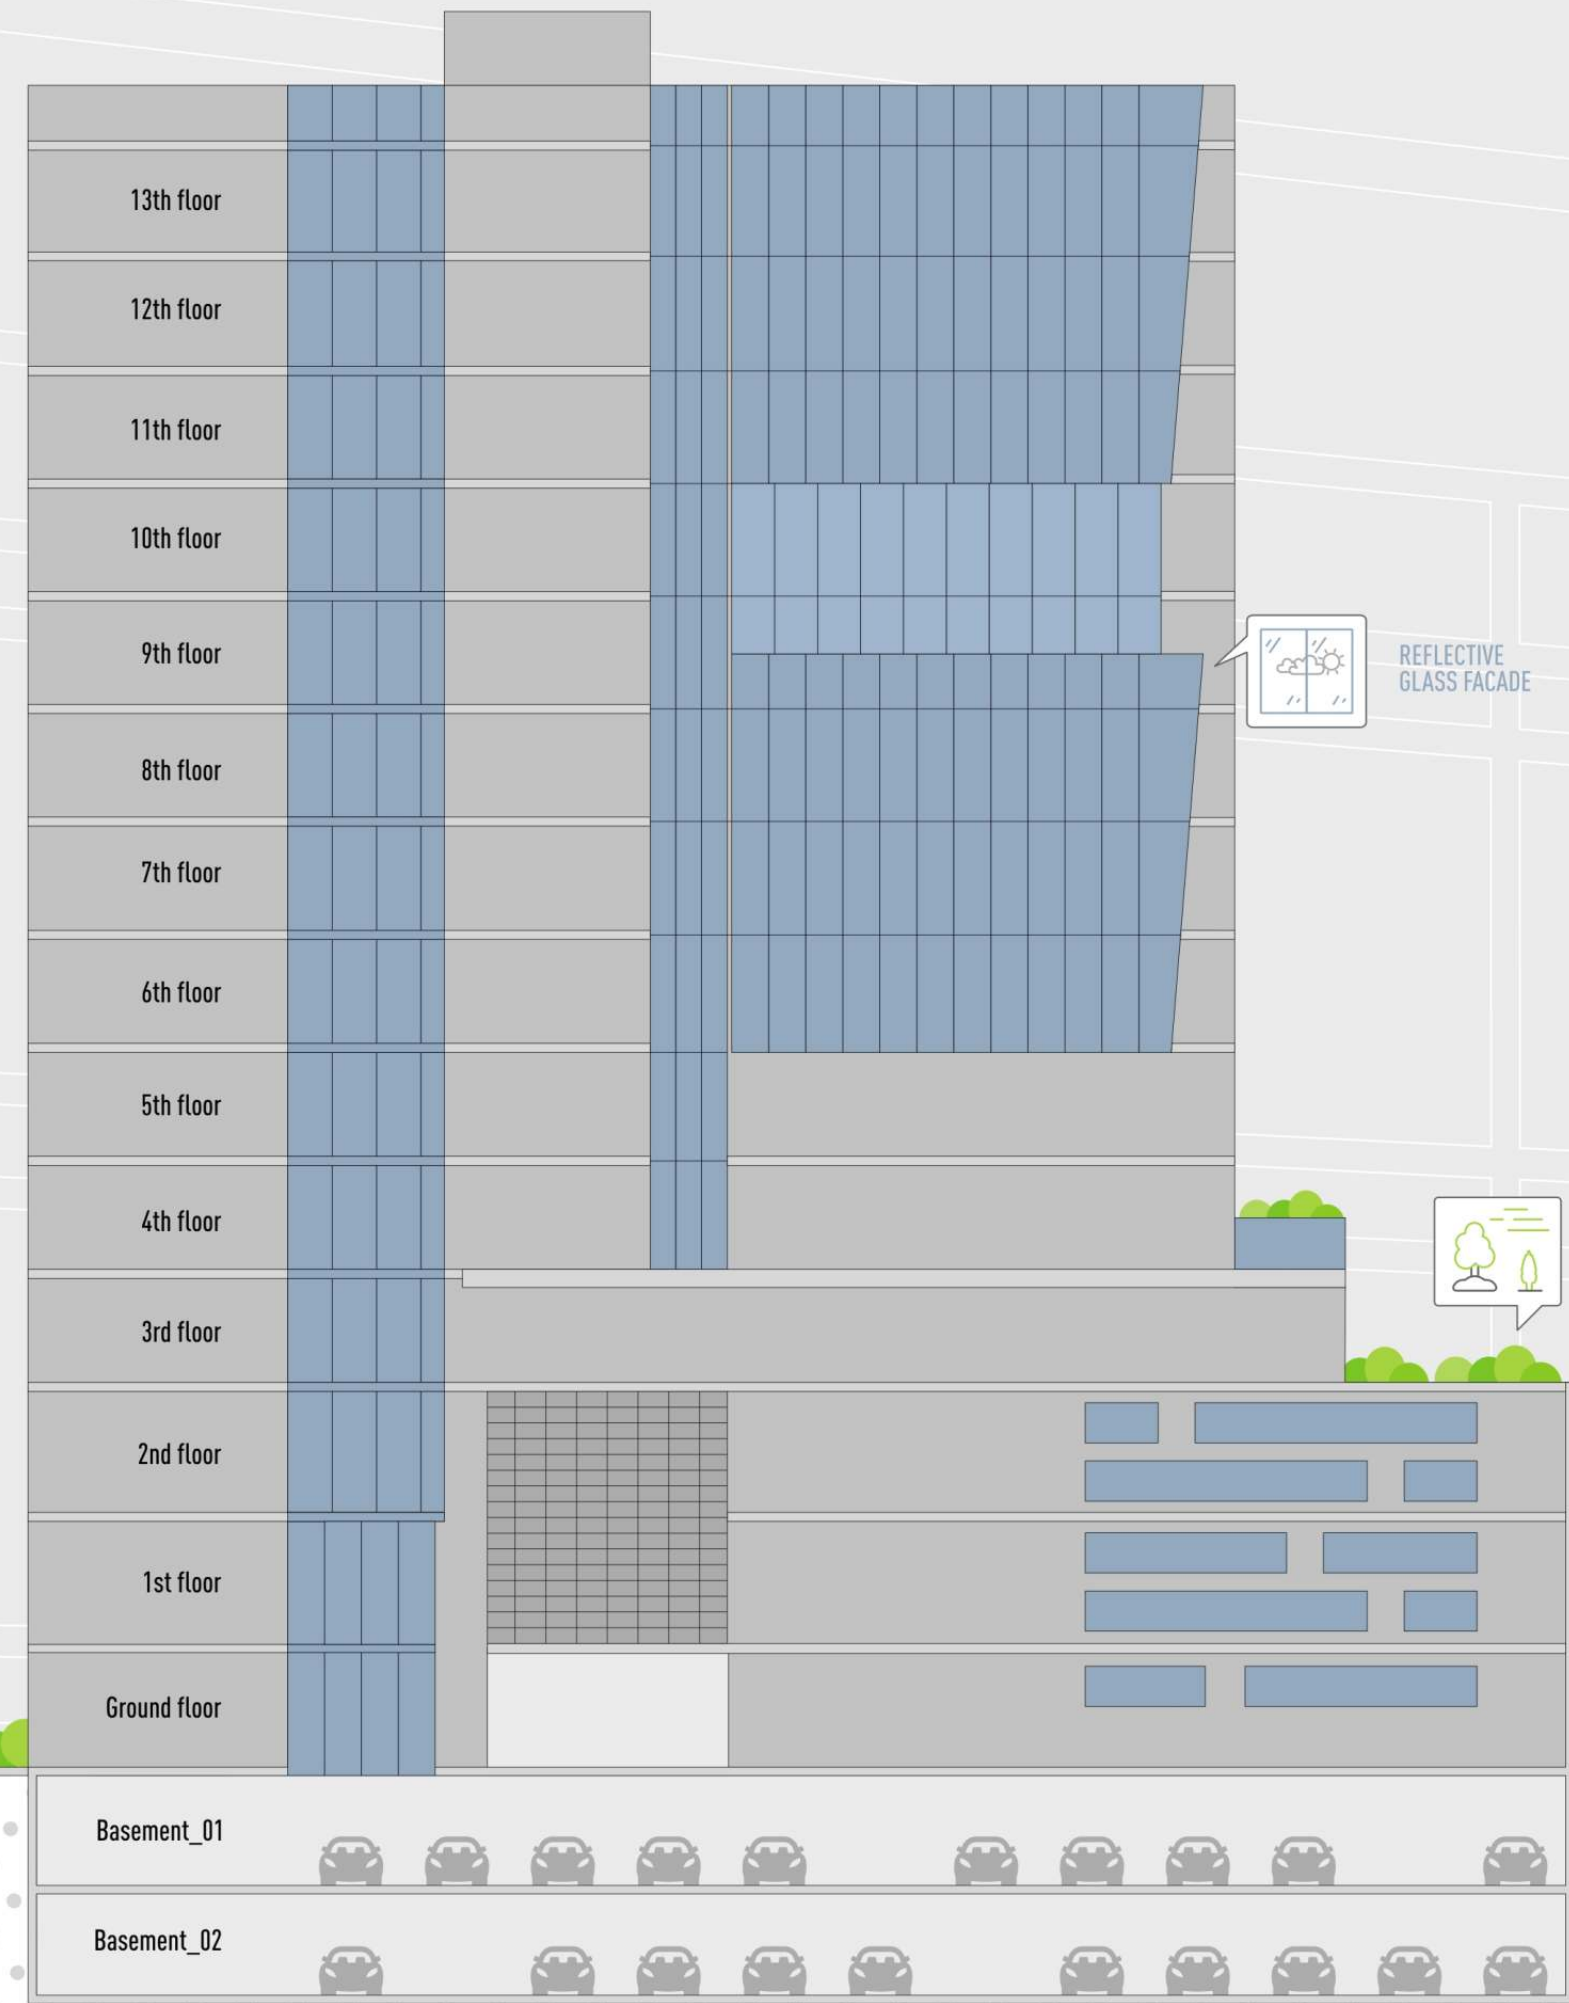 13th floor
12th floor
11th floor
10th floor
9th floor
REFLECTIVE
GLASS FACADE
8th floor
7th floor
6th floor
5th floor
4th floor
3rd floor
2nd floor
1st floor
Ground floor
Basement_01
Basement_02